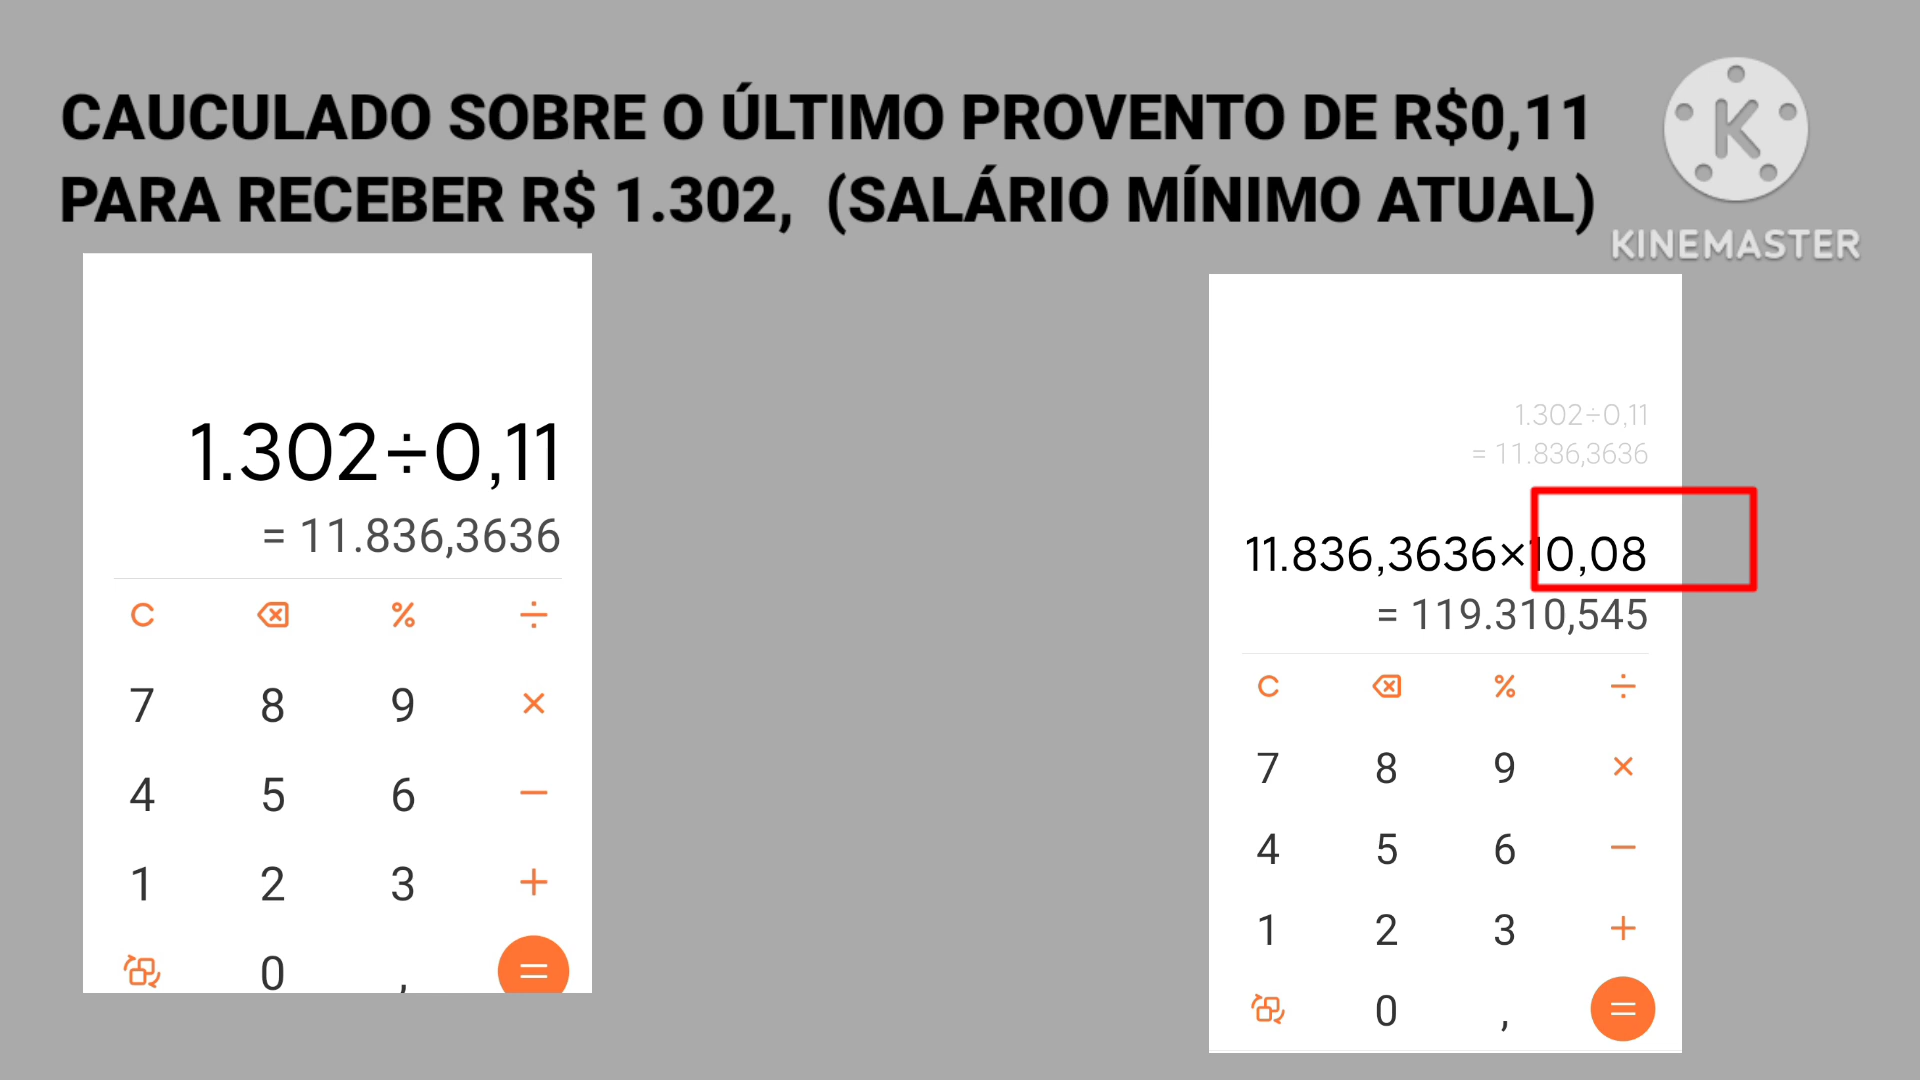 CAUCULADO SOBRE O ÚLTIMO PROVENTO DE R$0,11
PARA RECEBER R$ 1.302, (SALÁRIO MÍNIMO ATUAL)
K
KINEMASTER
1.302÷0,11
= 11.836,3636
C % ÷
7 8 9 ×
4 5 6 −
1 2 3 +
0 , =
1.302÷0,11
= 11.836,3636
11.836,3636×10,08
= 119.310,545
C % ÷
7 8 9 ×
4 5 6 −
1 2 3 +
0 , =